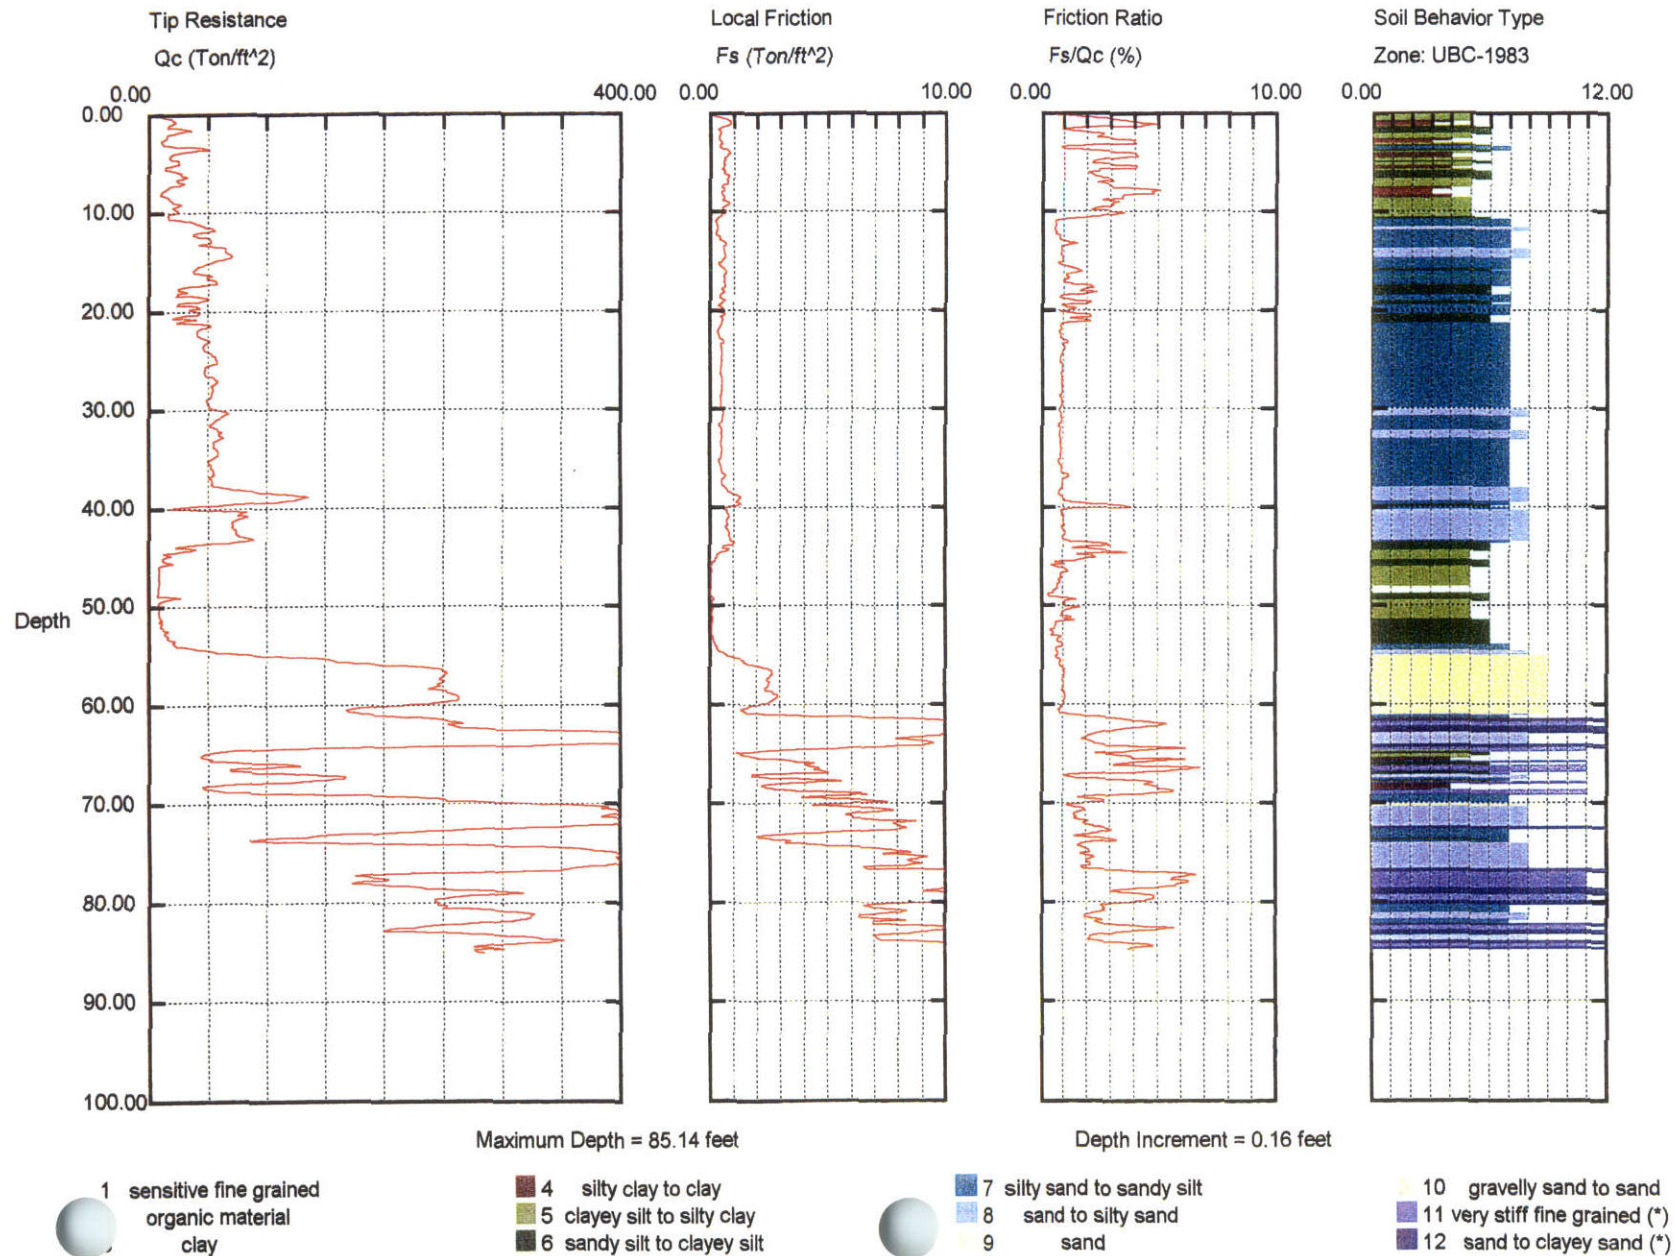 Tip Resistance
Qc (Ton/ft^2)
Local Friction
Fs (Ton/ft^2)
Friction Ratio
Fs/Qc (%)
Soil Behavior Type
Zone: UBC-1983
0.00 400.00
0.00 10.00
0.00 10.00
0.00 12.00
0.00
10.00
20.00
30.00
40.00
50.00
Depth
60.00
70.00
80.00
90.00
100.00
Maximum Depth = 85.14 feet
Depth Increment = 0.16 feet
1 sensitive fine grained
organic material
clay
4 silty clay to clay
5 clayey silt to silty clay
6 sandy silt to clayey silt
7 silty sand to sandy silt
8 sand to silty sand
9 sand
10 gravelly sand to sand
11 very stiff fine grained (*)
12 sand to clayey sand (*)